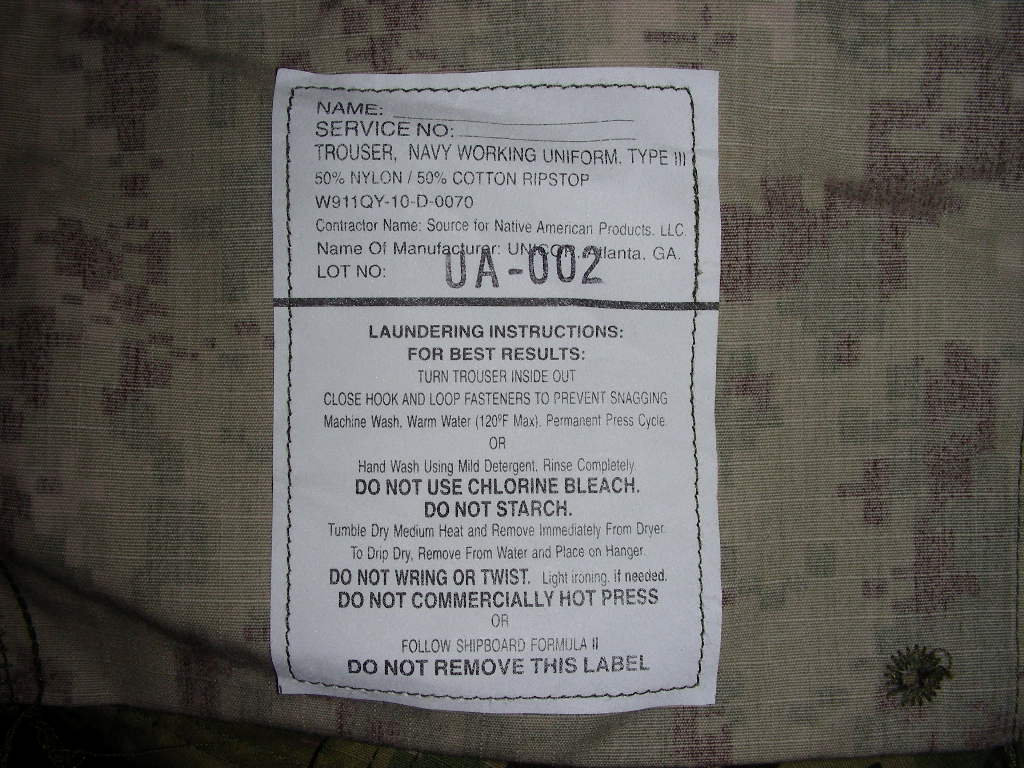 NAME:
SERVICE NO:
TROUSER, NAVY WORKING UNIFORM, TYPE III
50% NYLON / 50% COTTON RIPSTOP
W911QY-10-D-0070
Contractor Name: Source for Native American Products, LLC
Name Of Manufacturer: Atlanta, GA.
LOT NO: UA-002
LAUNDERING INSTRUCTIONS:
FOR BEST RESULTS:
TURN TROUSER INSIDE OUT
CLOSE HOOK AND LOOP FASTENERS TO PREVENT SNAGGING
Machine Wash, Warm Water (120ºF Max), Permanent Press Cycle
OR
Hand Wash Using Mild Detergent, Rinse Completely
DO NOT USE CHLORINE BLEACH.
DO NOT STARCH.
Tumble Dry Medium Heat and Remove Immediately From Dryer
To Drip Dry, Remove From Water and Place on Hanger.
DO NOT WRING OR TWIST. Light ironing, if needed.
DO NOT COMMERCIALLY HOT PRESS
OR
FOLLOW SHIPBOARD FORMULA II
DO NOT REMOVE THIS LABEL